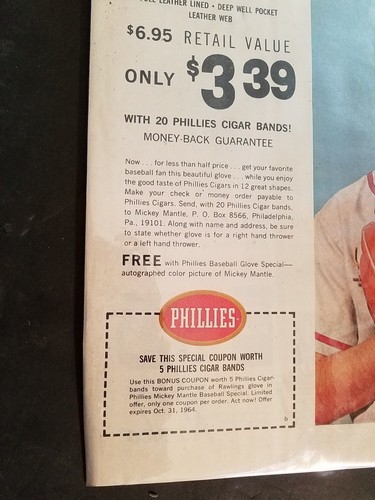 FULL LEATHER LINED • DEEP WELL POCKET
LEATHER WEB
$6.95 RETAIL VALUE
ONLY $3.39
WITH 20 PHILLIES CIGAR BANDS!
MONEY-BACK GUARANTEE
Now . . . for less than half price . . . get your favorite
baseball fan this beautiful glove . . . while you enjoy
the good taste of Phillies Cigars in 12 great shapes.
Make your check or money order payable to
Phillies Cigars. Send, with 20 Phillies Cigar bands,
to Mickey Mantle, P. O. Box 8566, Philadelphia,
Pa., 19101. Along with name and address, be sure
to state whether glove is for a right hand thrower
or a left hand thrower.
FREE with Phillies Baseball Glove Special—
autographed color picture of Mickey Mantle.
PHILLIES
SAVE THIS SPECIAL COUPON WORTH
5 PHILLIES CIGAR BANDS
Use this BONUS COUPON worth 5 Phillies Cigar-
bands toward purchase of Rawlings glove in
Phillies Mickey Mantle Baseball Special. Limited
offer, only one coupon per order. Act now! Offer
expires Oct. 31, 1964.
b